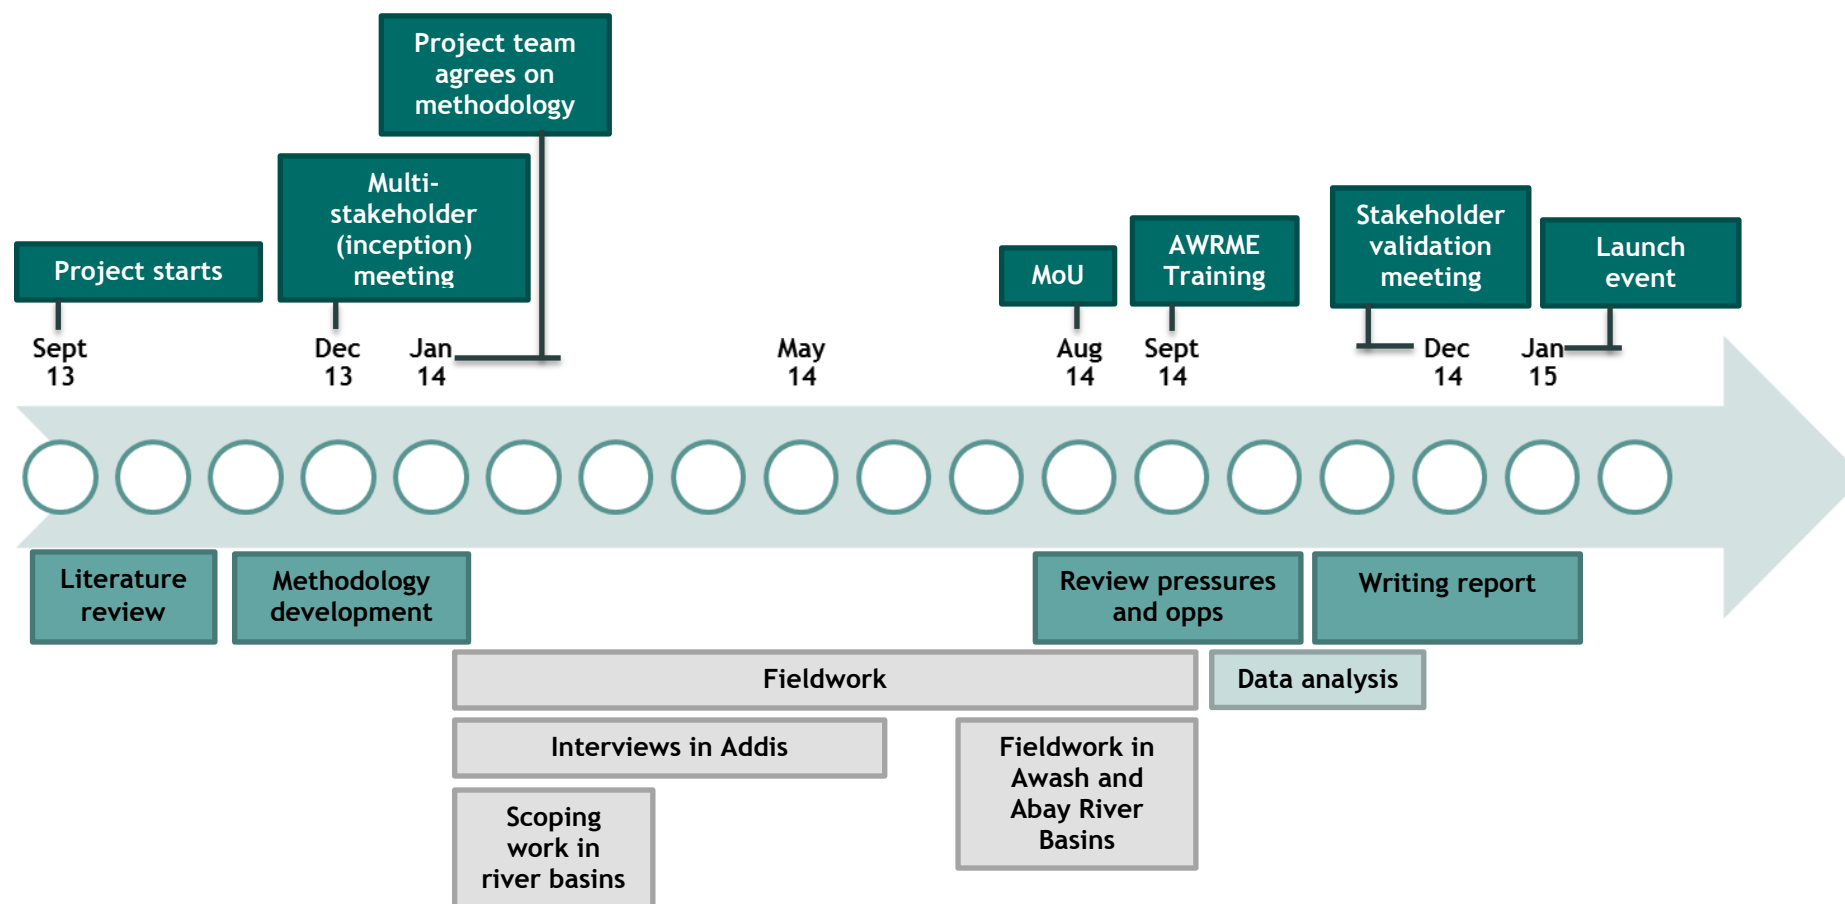 Project team
agrees on
methodology
Multi-
stakeholder
(inception)
meeting
Project starts
MoU
AWRME
Training
Stakeholder
validation
meeting
Launch
event
Sept
13
Dec
13
Jan
14
May
14
Aug
14
Sept
14
Dec
14
Jan
15
Literature
review
Methodology
development
Review pressures
and opps
Writing report
Fieldwork
Data analysis
Interviews in Addis
Fieldwork in
Awash and
Abay River
Basins
Scoping
work in
river basins